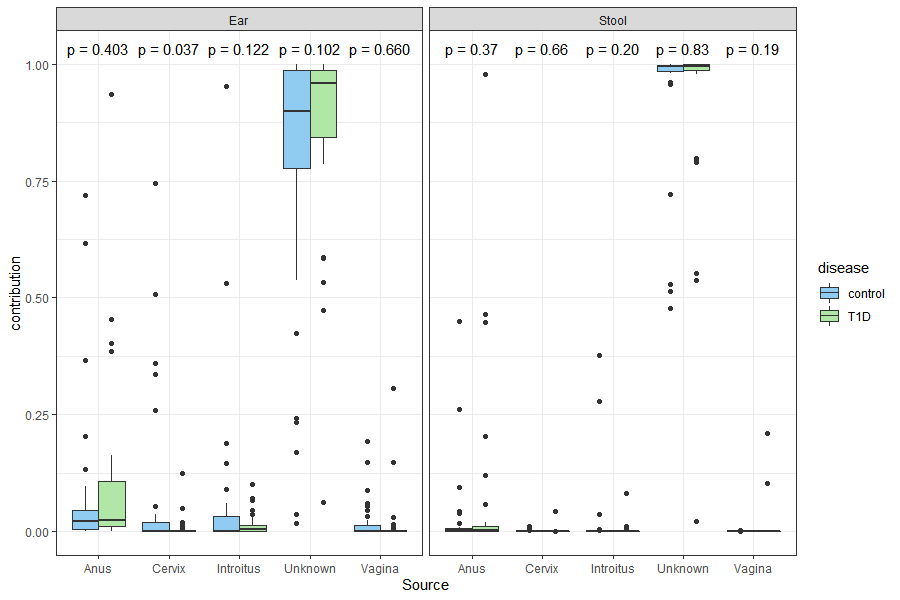 Ear
Stool
p = 0.403 p = 0.037 p = 0.122 p = 0.102 p = 0.660
p = 0.37 p = 0.66 p = 0.20 p = 0.83 p = 0.19
1.00
0.75
0.50
0.25
0.00
contribution
Anus Cervix Introitus Unknown Vagina
Anus Cervix Introitus Unknown Vagina
Source
disease
control
T1D